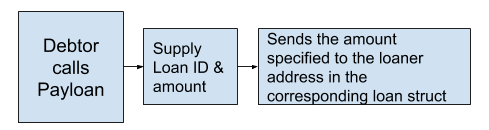 Debtor
calls
Payloan
Supply
Loan ID &
amount
Sends the amount
specified to the loaner
address in the
corresponding loan struct